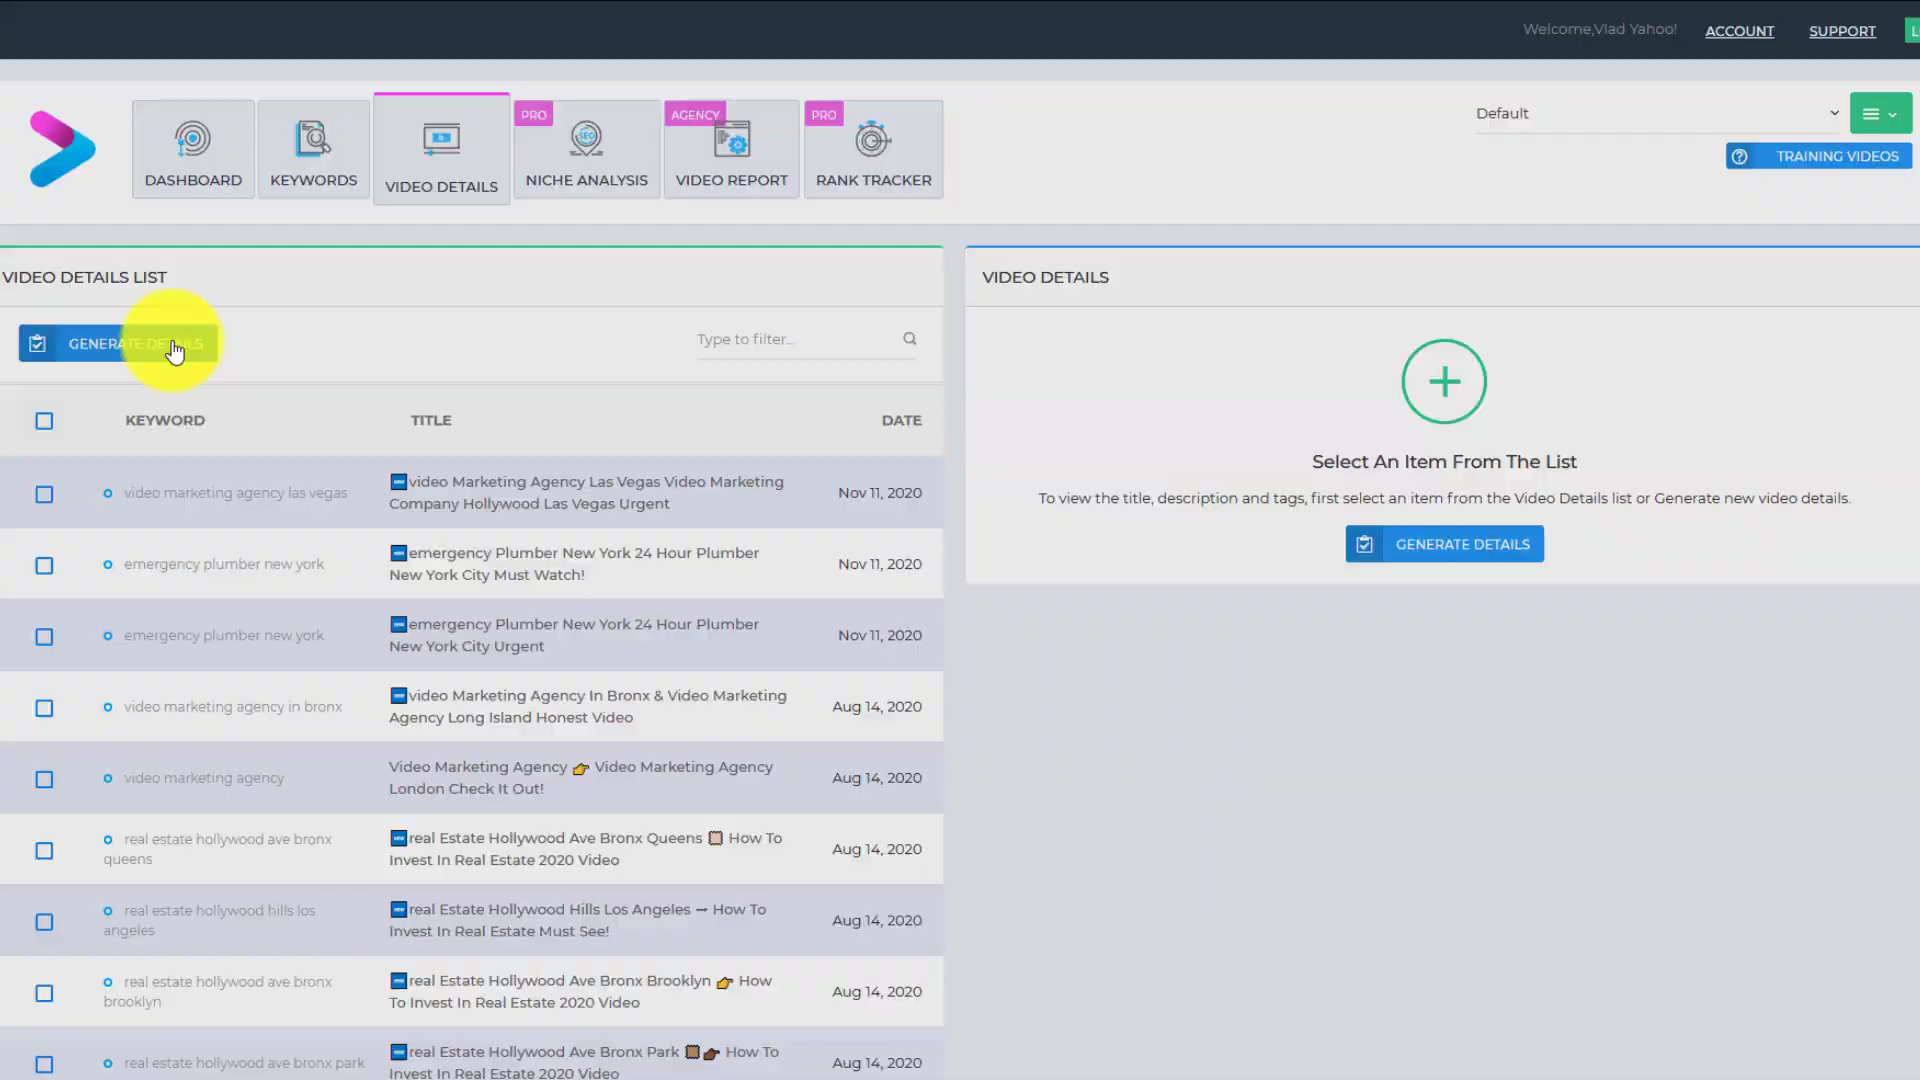 Welcome,Vlad Yahoo!
ACCOUNT
SUPPORT
Default
TRAINING VIDEOS
DASHBOARD
KEYWORDS
VIDEO DETAILS
PRO
NICHE ANALYSIS
AGENCY
VIDEO REPORT
PRO
RANK TRACKER
VIDEO DETAILS LIST
GENERATE DETAILS
Type to filter...
KEYWORD
TITLE
DATE
video marketing agency las vegas
video Marketing Agency Las Vegas Video Marketing
Company Hollywood Las Vegas Urgent
Nov 11, 2020
emergency plumber new york
emergency Plumber New York 24 Hour Plumber
New York City Must Watch!
Nov 11, 2020
emergency plumber new york
emergency Plumber New York 24 Hour Plumber
New York City Urgent
Nov 11, 2020
video marketing agency in bronx
video Marketing Agency In Bronx & Video Marketing
Agency Long Island Honest Video
Aug 14, 2020
video marketing agency
Video Marketing Agency 👉 Video Marketing Agency
London Check It Out!
Aug 14, 2020
real estate hollywood ave bronx
queens
real Estate Hollywood Ave Bronx Queens How To
Invest In Real Estate 2020 Video
Aug 14, 2020
real estate hollywood hills los
angeles
real Estate Hollywood Hills Los Angeles – How To
Invest In Real Estate Must See!
Aug 14, 2020
real estate hollywood ave bronx
brooklyn
real Estate Hollywood Ave Bronx Brooklyn 👉 How
To Invest In Real Estate 2020 Video
Aug 14, 2020
real estate hollywood ave bronx park
real Estate Hollywood Ave Bronx Park How To
Invest In Real Estate 2020 Video
Aug 14, 2020
VIDEO DETAILS
Select An Item From The List
To view the title, description and tags, first select an item from the Video Details list or Generate new video details.
GENERATE DETAILS